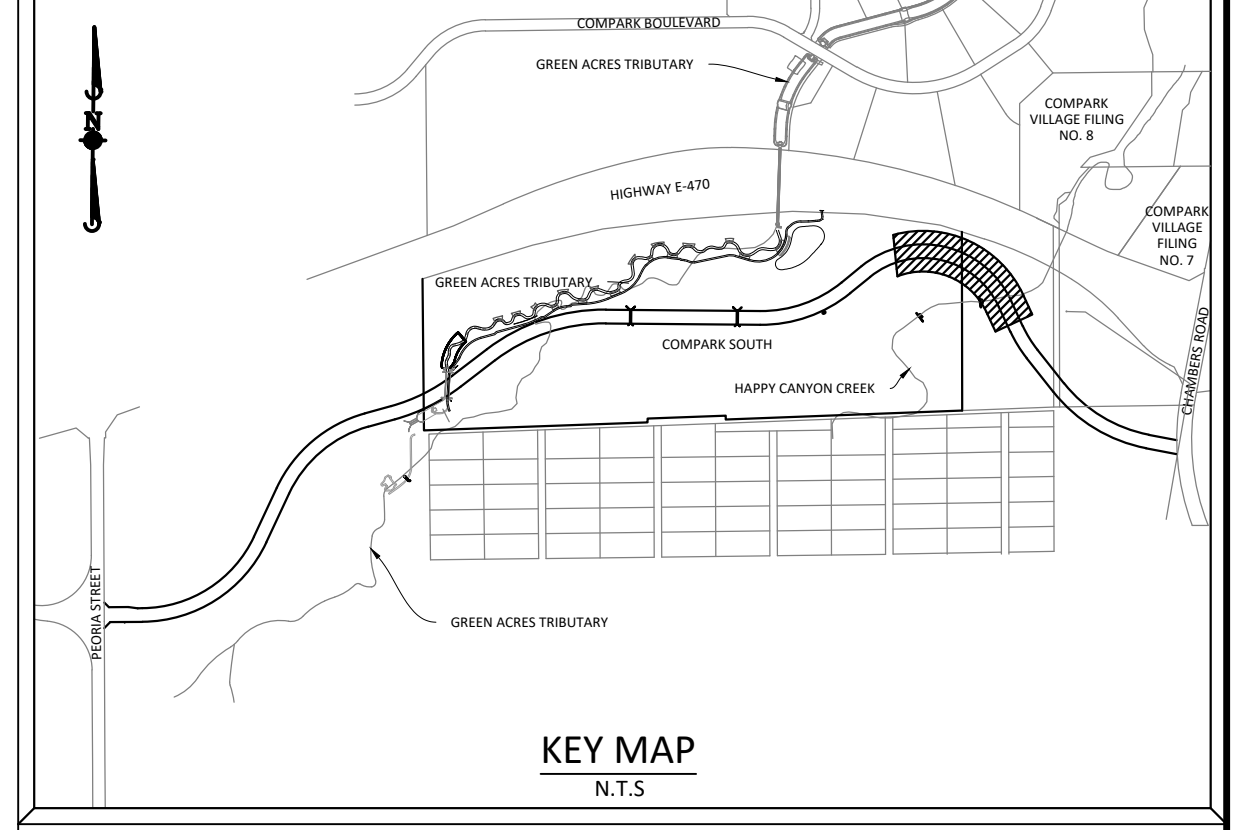 COMPARK BOULEVARD
GREEN ACRES TRIBUTARY
COMPARK
VILLAGE FILING
NO. 8
N
HIGHWAY E-470
COMPARK
VILLAGE
FILING
NO. 7
GREEN ACRES TRIBUTARY
COMPARK SOUTH
CHAMBERS ROAD
HAPPY CANYON CREEK
PEORIA STREET
GREEN ACRES TRIBUTARY
KEY MAP
N.T.S